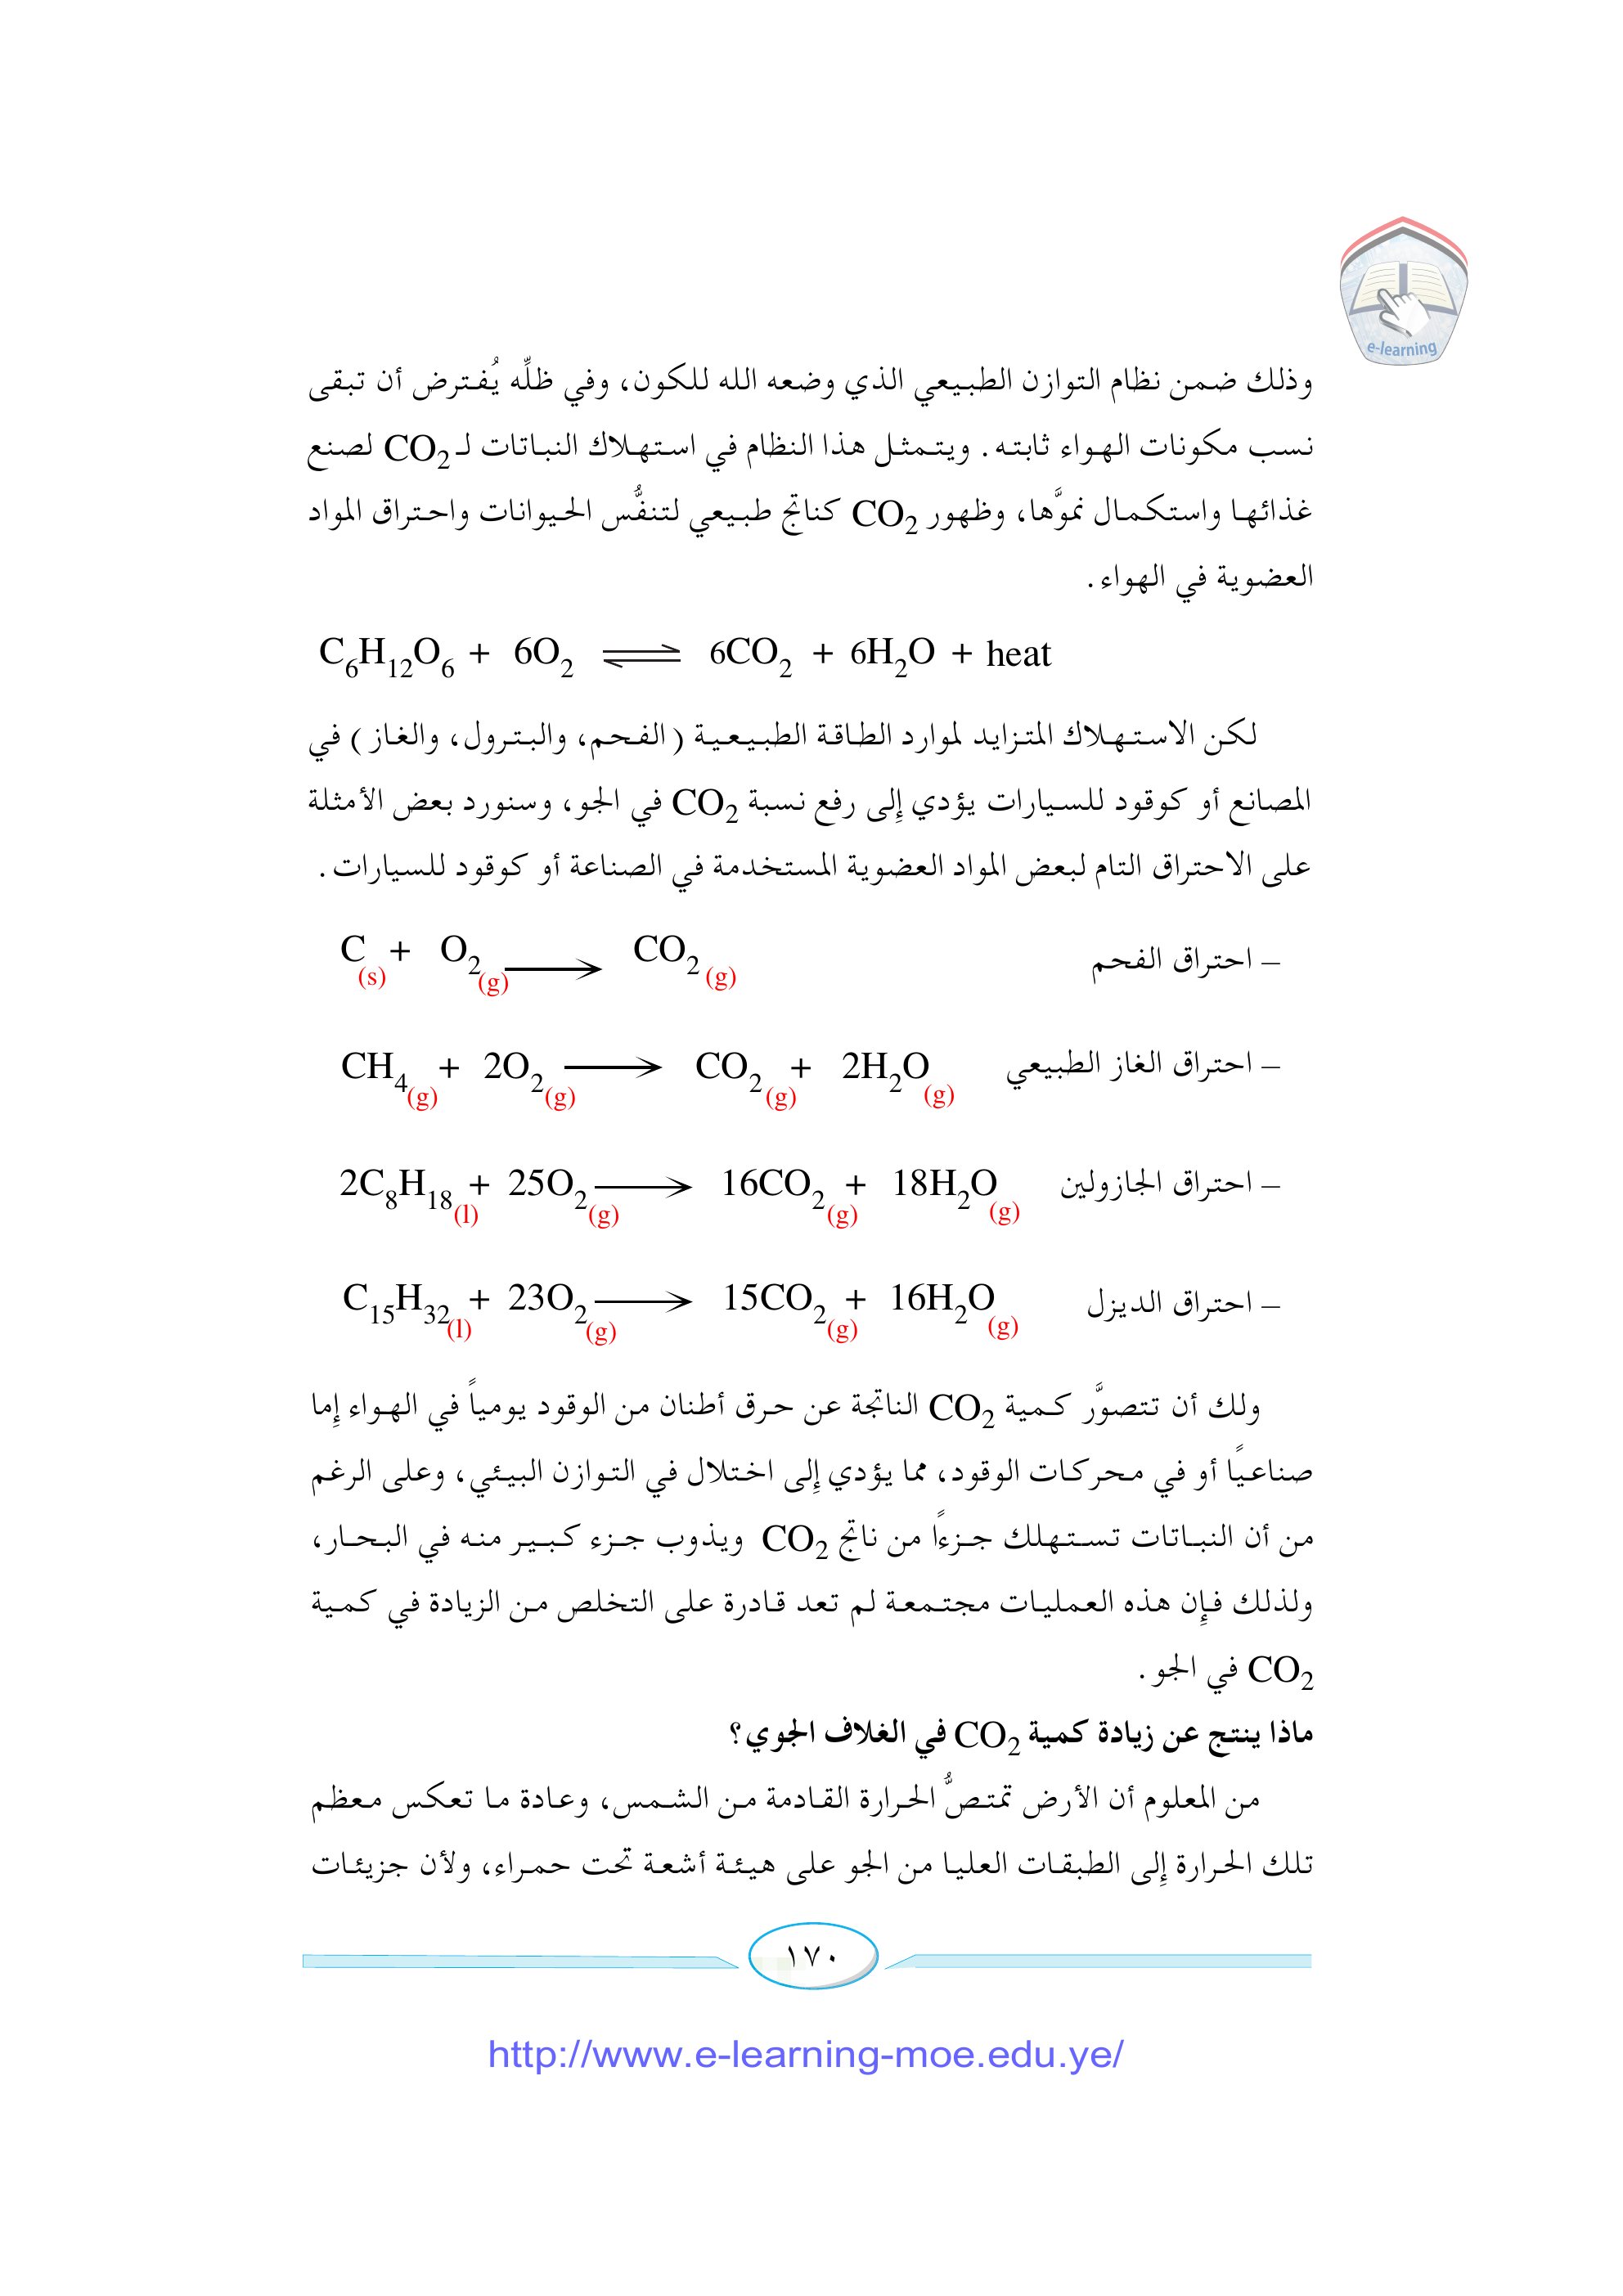 e-learning
وذلك ضمن نظام التوازن الطبيعي الذي وضعه الله للكون، وفي ظلِّه يُفترض أن تبقى
نسب مكونات الهواء ثابته. ويتمثل هذا النظام في استهلاك النباتات لـ CO2 لصنع
غذائها واستكمال نموَّها، وظهور CO2 كناتج طبيعي لتنفُّس الحيوانات واحتراق المواد
العضوية في الهواء.
C6H12O6 + 6O2 ⇌ 6CO2 + 6H2O + heat
لكن الاستهلاك المتزايد لموارد الطاقة الطبيعية (الفحم، والبترول، والغاز) في
المصانع أو كوقود للسيارات يؤدي إلى رفع نسبة CO2 في الجو، وسنورد بعض الأمثلة
على الاحتراق التام لبعض المواد العضوية المستخدمة في الصناعة أو كوقود للسيارات.
– احتراق الفحم C(s) + O2(g) ⟶ CO2(g)
– احتراق الغاز الطبيعي CH4(g) + 2O2(g) ⟶ CO2(g) + 2H2O(g)
– احتراق الجازولين 2C8H18(l) + 25O2(g) ⟶ 16CO2(g) + 18H2O(g)
– احتراق الديزل C15H32(l) + 23O2(g) ⟶ 15CO2(g) + 16H2O(g)
ولك أن تتصوَّر كمية CO2 الناتجة عن حرق أطنان من الوقود يومياً في الهواء إِما
صناعيًا أو في محركات الوقود، مما يؤدي إِلى اختلال في التوازن البيئي، وعلى الرغم
من أن النباتات تستهلك جزءًا من ناتج CO2 ويذوب جزء كبير منه في البحار،
ولذلك فإِن هذه العمليات مجتمعة لم تعد قادرة على التخلص من الزيادة في كمية
CO2 في الجو.
ماذا ينتج عن زيادة كمية CO2 في الغلاف الجوي؟
من المعلوم أن الأرض تمتصُّ الحرارة القادمة من الشمس، وعادة ما تعكس معظم
تلك الحرارة إِلى الطبقات العليا من الجو على هيئة أشعة تحت حمراء، ولأن جزيئات
١٧٠
http://www.e-learning-moe.edu.ye/